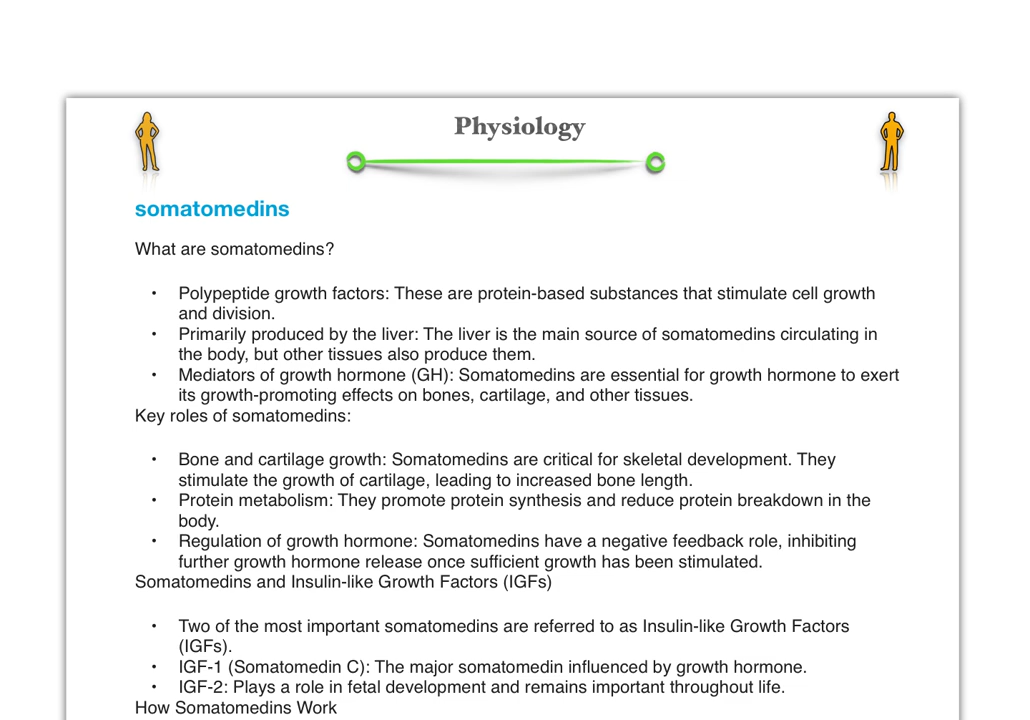 Physiology
somatomedins
What are somatomedins?
• Polypeptide growth factors: These are protein-based substances that stimulate cell growth
and division.
• Primarily produced by the liver: The liver is the main source of somatomedins circulating in
the body, but other tissues also produce them.
• Mediators of growth hormone (GH): Somatomedins are essential for growth hormone to exert
its growth-promoting effects on bones, cartilage, and other tissues.
Key roles of somatomedins:
• Bone and cartilage growth: Somatomedins are critical for skeletal development. They
stimulate the growth of cartilage, leading to increased bone length.
• Protein metabolism: They promote protein synthesis and reduce protein breakdown in the
body.
• Regulation of growth hormone: Somatomedins have a negative feedback role, inhibiting
further growth hormone release once sufficient growth has been stimulated.
Somatomedins and Insulin-like Growth Factors (IGFs)
• Two of the most important somatomedins are referred to as Insulin-like Growth Factors
(IGFs).
• IGF-1 (Somatomedin C): The major somatomedin influenced by growth hormone.
• IGF-2: Plays a role in fetal development and remains important throughout life.
How Somatomedins Work